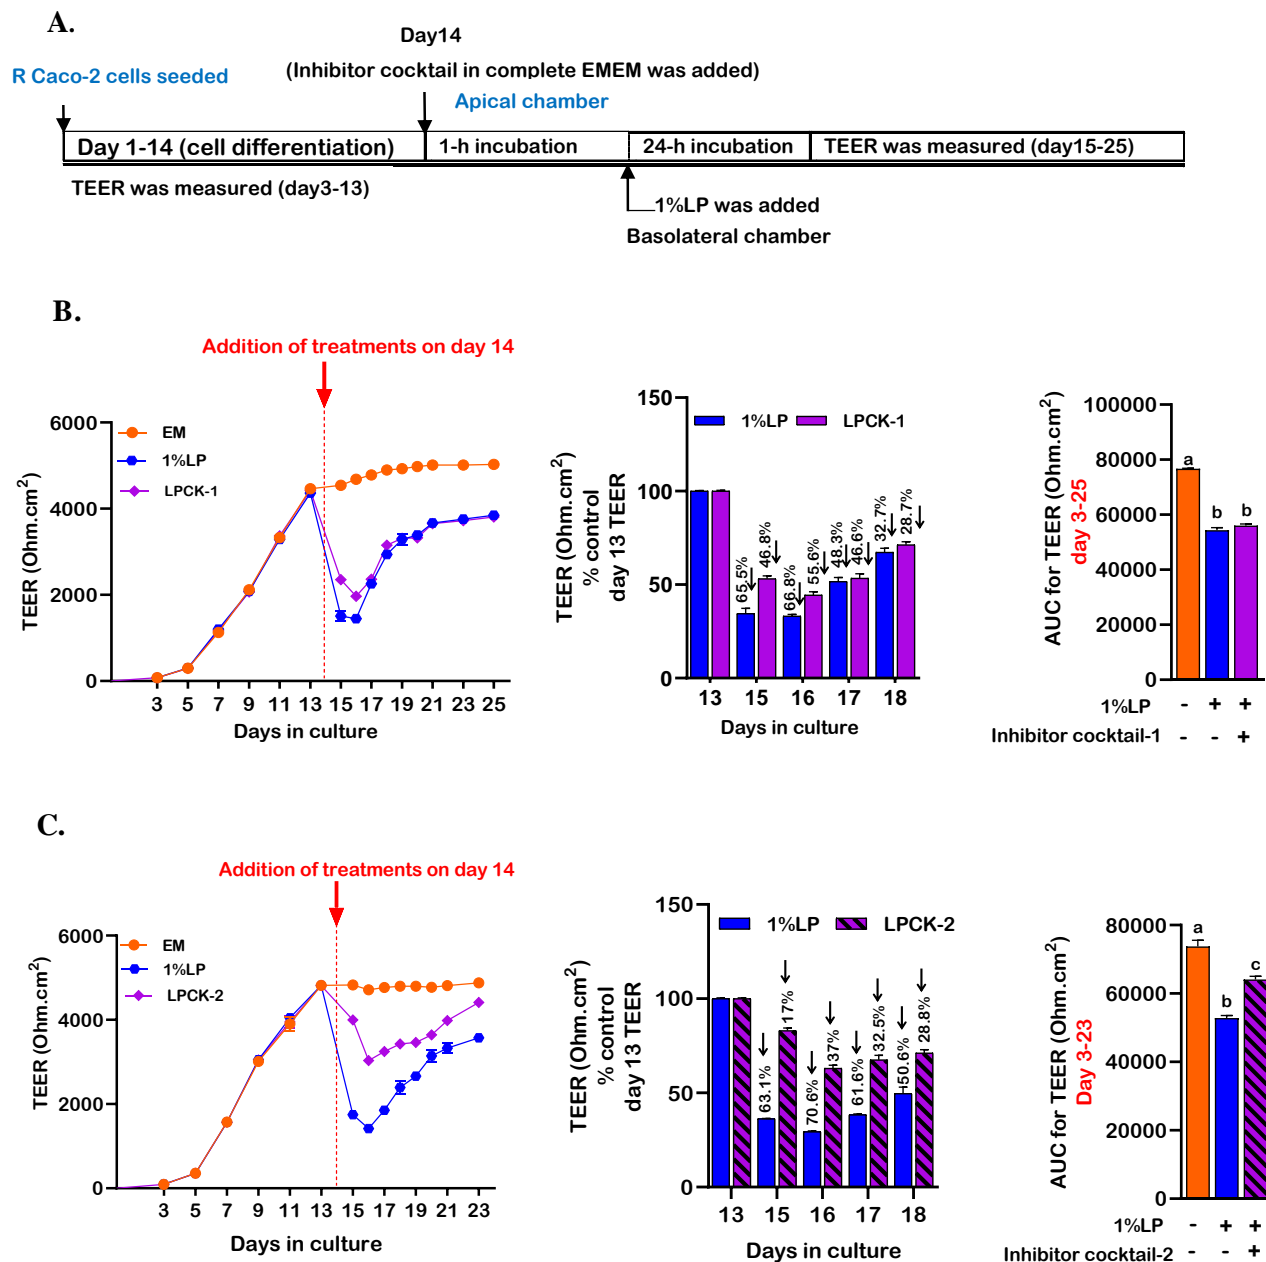 A.
Day14
(Inhibitor cocktail in complete EMEM was added)
R Caco-2 cells seeded
Apical chamber
Day 1-14 (cell differentiation)
1-h incubation
24-h incubation
TEER was measured (day15-25)
TEER was measured (day3-13)
1%LP was added
Basolateral chamber
B.
Addition of treatments on day 14
TEER (Ohm.cm²)
6000
4000
2000
0
EM
1%LP
LPCK-1
3 5 7 9 11 13 15 17 19 21 23 25
Days in culture
TEER (Ohm.cm²)
% control
day 13 TER
150
100
50
0
1%LP LPCK-1
65.5% 46.8% 66.8% 55.6% 48.3% 46.6% 32.7% 28.7%
13 15 16 17 18
Days in culture
AUC for TEER (Ohm.cm²)
day 3-25
100000
80000
60000
40000
20000
0
a b b
1%LP - + +
Inhibitor cocktail-1 - - +
C.
Addition of treatments on day 14
TEER (Ohm.cm²)
6000
4000
2000
0
EM
1%LP
LPCK-2
3 5 7 9 11 13 15 17 19 21 23
Days in culture
TEER (Ohm.cm²)
% control
day 13 TER
150
100
50
0
1%LP LPCK-2
63.1% 17% 70.6% 37% 61.6% 32.5% 50.6% 28.8%
13 15 16 17 18
Days in culture
AUC for TEER (Ohm.cm²)
Day 3-23
80000
60000
40000
20000
0
a b c
1%LP - + +
Inhibitor cocktail-2 - - +